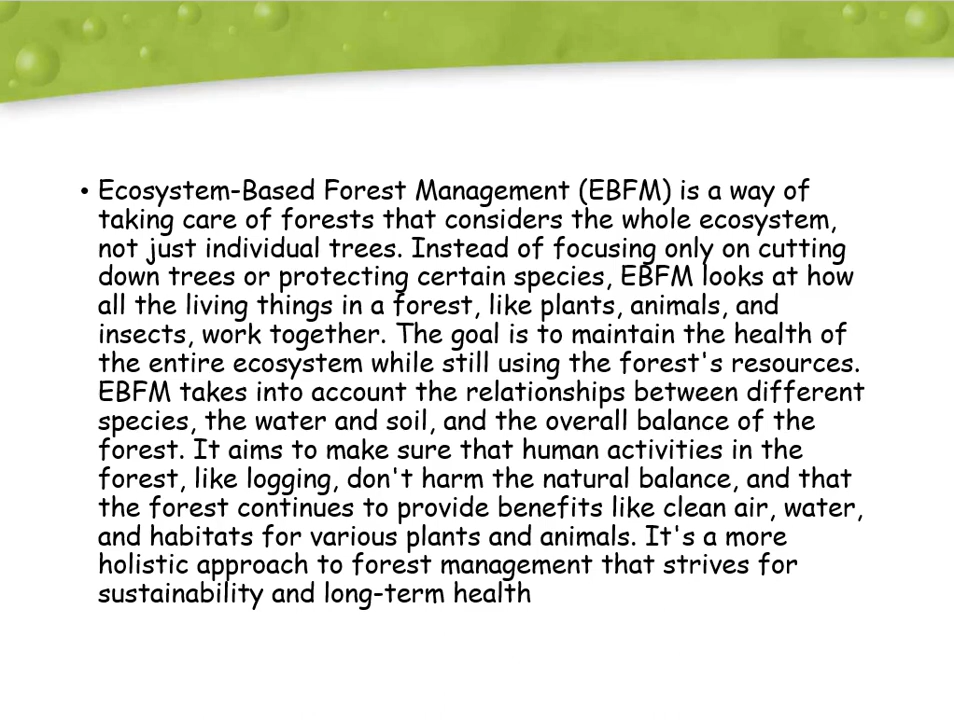 • Ecosystem-Based Forest Management (EBFM) is a way of
taking care of forests that considers the whole ecosystem,
not just individual trees. Instead of focusing only on cutting
down trees or protecting certain species, EBFM looks at how
all the living things in a forest, like plants, animals, and
insects, work together. The goal is to maintain the health of
the entire ecosystem while still using the forest's resources.
EBFM takes into account the relationships between different
species, the water and soil, and the overall balance of the
forest. It aims to make sure that human activities in the
forest, like logging, don't harm the natural balance, and that
the forest continues to provide benefits like clean air, water,
and habitats for various plants and animals. It's a more
holistic approach to forest management that strives for
sustainability and long-term health